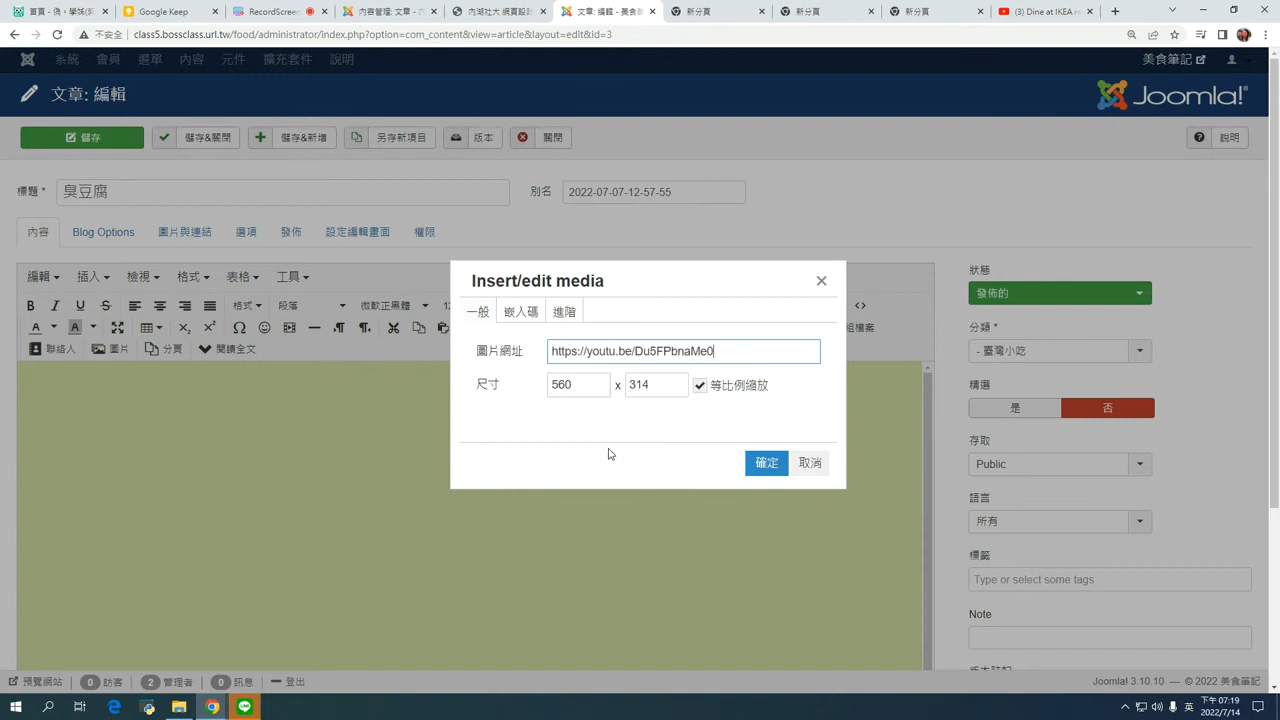 首頁 - 偽，學姊(另
Google Keep
RecordScreen
內容管理: 文章 - 內
內湖社大 網頁設計
文章: 編輯 - 美食筆
新分頁
新分頁
新分頁
(3) Dine at IKEA re
不安全 class5.bossclass.url.tw/food/administrator/index.php?option=com_content&view=article&layout=edit&id=3
系統 會員 選單 內容 元件 擴充套件 說明 美食筆記
文章: 編輯 Joomla!
儲存 儲存&關閉 儲存&新增 另存新項目 版本 關閉 說明
標題 * 臭豆腐 別名 2022-07-07-12-57-55
內容 Blog Options 圖片與連結 選項 發佈 設定編輯畫面 權限
編輯 插入 檢視 格式 表格 工具
B I U S 格式 段落 微軟正黑體
聯絡人 圖片 分頁 閱讀全文
Insert/edit media
一般 嵌入碼 進階
圖片網址 https://youtu.be/Du5FPbnaMe0
尺寸 560 x 314 等比例缩放
確定 取消
狀態
發佈的
* 分類
- 臺灣小吃
精選
是 否
存取
Public
語言
所有
標籤
Type or select some tags
Note
預覽網站 0 訪客 2 管理者 0 訊息 登出
Joomla! 3.10.10 — © 2022 美食筆記
英 下午 07:19
2022/7/14